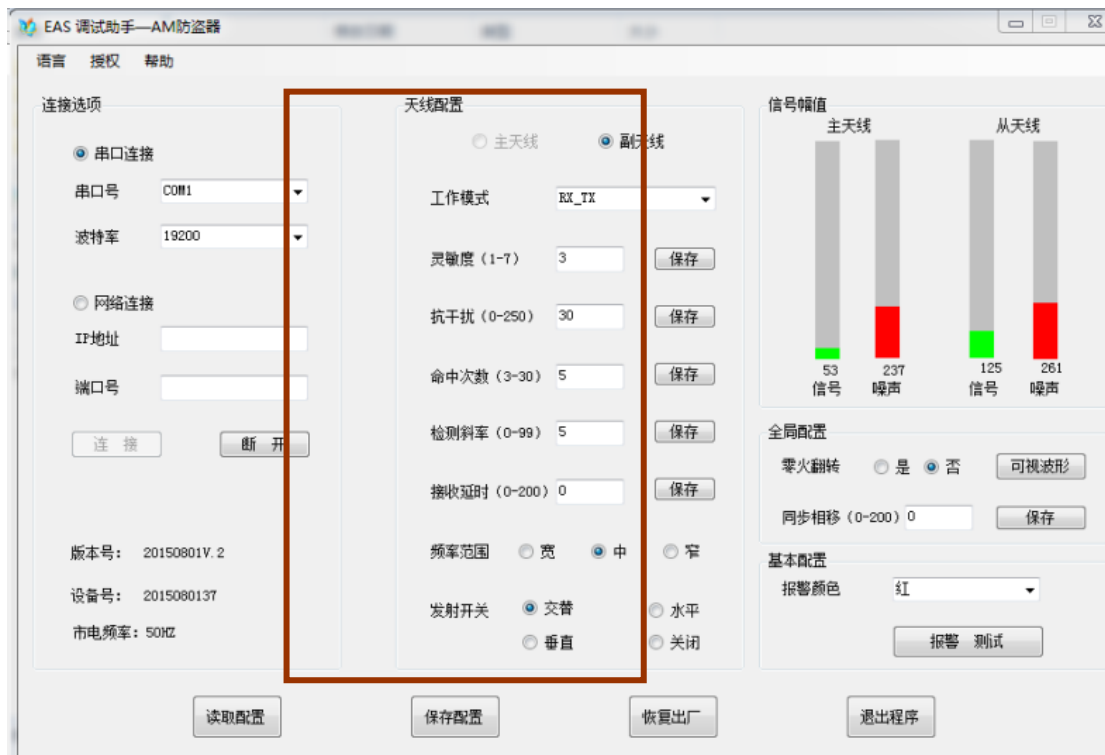 EAS 调试助手—AM防盗器
语言 授权 帮助
连接选项
串口连接
串口号 COM1
波特率 19200
网络连接
IP地址
端口号
连 接 断 开
版本号： 20150801V.2
设备号： 2015080137
市电频率：50HZ
天线配置
主天线 副天线
工作模式 RX_TX
灵敏度（1-7） 3 保存
抗干扰（0-250） 30 保存
命中次数（3-30） 5 保存
检测斜率（0-99） 5 保存
接收延时（0-200） 0 保存
频率范围 宽 中 窄
发射开关 交替 水平
垂直 关闭
信号幅值
主天线 从天线
53 237 125 261
信号 噪声 信号 噪声
全局配置
零火翻转 是 否 可视波形
同步相移（0-200） 0 保存
基本配置
报警颜色 红
报警 测试
读取配置 保存配置 恢复出厂 退出程序